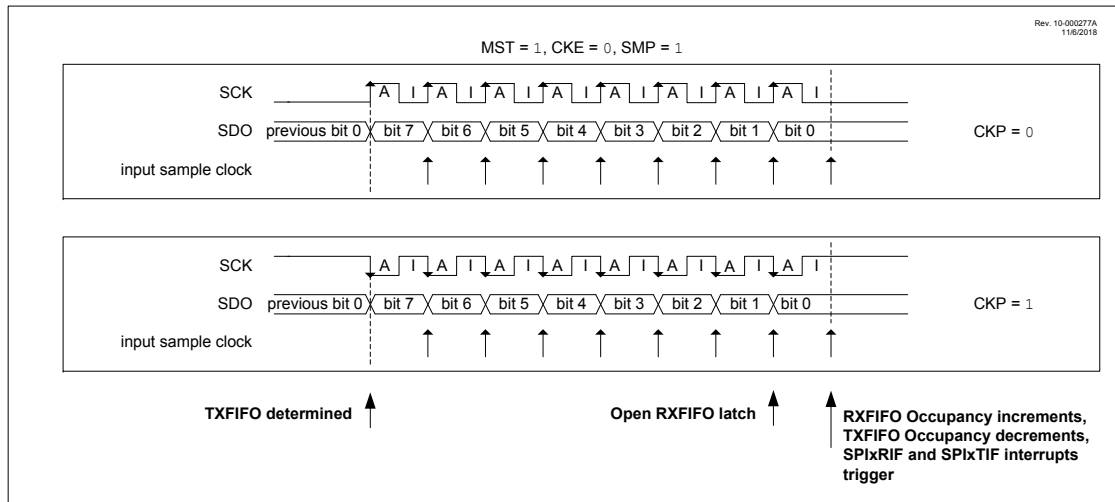 Rev. 10-000277A
11/6/2018
MST = 1, CKE = 0, SMP = 1
SCK A I A I A I A I A I A I A I A I
SDO previous bit 0 bit 7 bit 6 bit 5 bit 4 bit 3 bit 2 bit 1 bit 0 CKP = 0
input sample clock
SCK A I A I A I A I A I A I A I A I
SDO previous bit 0 bit 7 bit 6 bit 5 bit 4 bit 3 bit 2 bit 1 bit 0 CKP = 1
input sample clock
TXFIFO determined
Open RXFIFO latch
RXFIFO Occupancy increments,
TXFIFO Occupancy decrements,
SPIxRIF and SPIxTIF interrupts
trigger